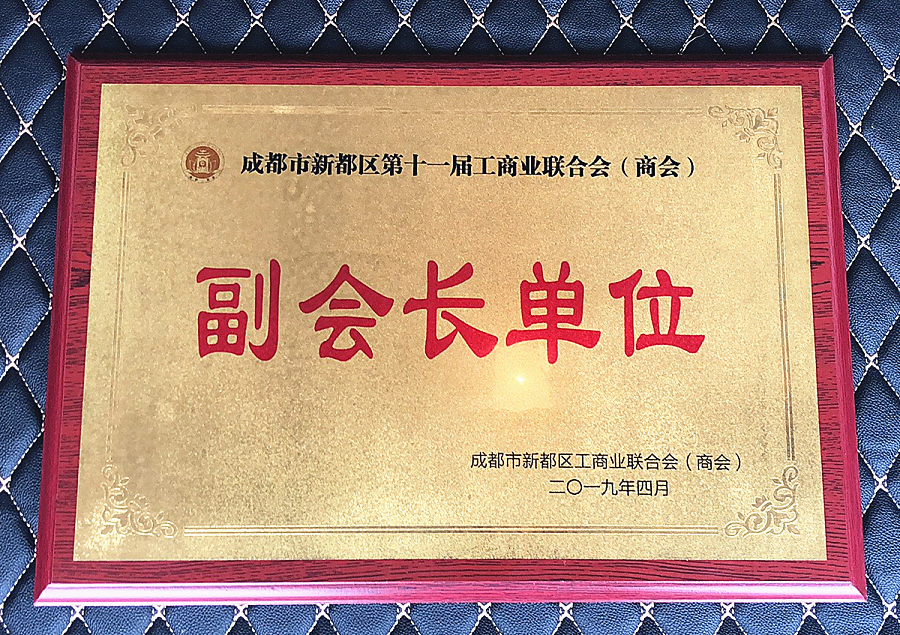 成都市新都区第十一届工商业联合会（商会）
副会长单位
成都市新都区工商业联合会（商会）
二〇一九年四月